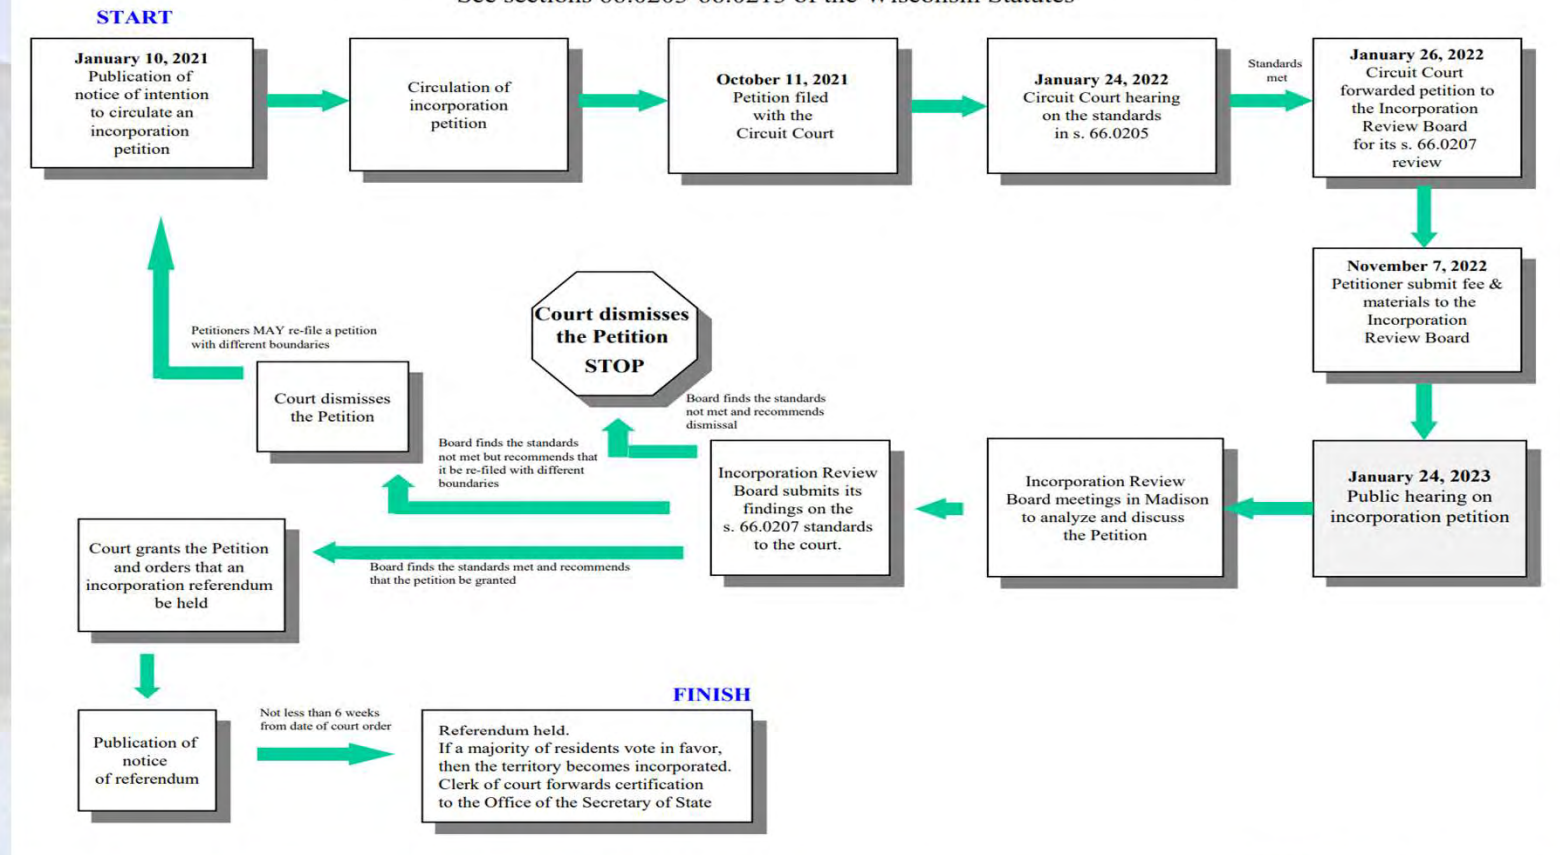 See sections 66.0203-66.0213 of the Wisconsin Statutes
START
January 10, 2021
Publication of
notice of intention
to circulate an
incorporation
petition
Circulation of
incorporation
petition
October 11, 2021
Petition filed
with the
Circuit Court
January 24, 2022
Circuit Court hearing
on the standards
in s. 66.0205
Standards
met
January 26, 2022
Circuit Court
forwarded petition to
the Incorporation
Review Board
for its s. 66.0207
review
November 7, 2022
Petitioner submit fee &
materials to the
Incorporation
Review Board
January 24, 2023
Public hearing on
incorporation petition
Incorporation Review
Board meetings in Madison
to analyze and discuss
the Petition
Incorporation Review
Board submits its
findings on the
s. 66.0207 standards
to the court.
Board finds the standards
not met and recommends
dismissal
Court dismisses
the Petition
STOP
Board finds the standards
not met but recommends that
it be re-filed with different
boundaries
Court dismisses
the Petition
Petitioners MAY re-file a petition
with different boundaries
Board finds the standards met and recommends
that the petition be granted
Court grants the Petition
and orders that an
incorporation referendum
be held
Publication of
notice
of referendum
Not less than 6 weeks
from date of court order
FINISH
Referendum held.
If a majority of residents vote in favor,
then the territory becomes incorporated.
Clerk of court forwards certification
to the Office of the Secretary of State